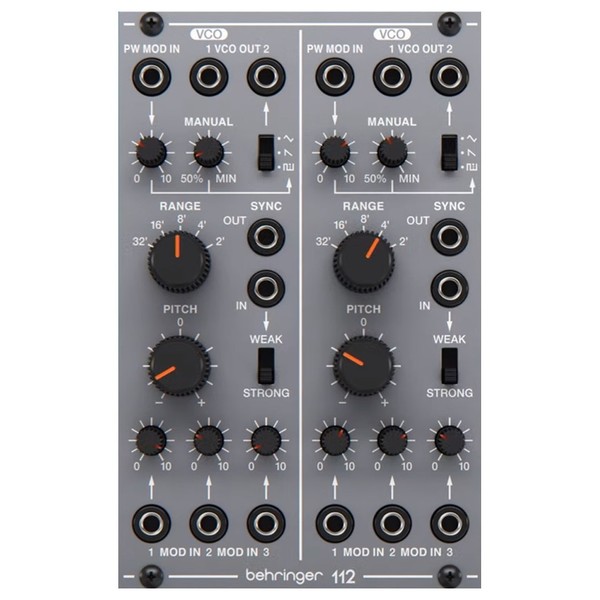 VCO
PW MOD IN 1 VCO OUT 2
MANUAL
0 10 50% MIN
RANGE SYNC
8' OUT
16' 4'
32' 2'
IN
PITCH
0
WEAK
- +
STRONG
0 10 0 10 0 10
1 MOD IN 2 MOD IN 3
VCO
PW MOD IN 1 VCO OUT 2
MANUAL
0 10 50% MIN
RANGE SYNC
8' OUT
16' 4'
32' 2'
IN
PITCH
0
WEAK
- +
STRONG
0 10 0 10 0 10
1 MOD IN 2 MOD IN 3
behringer 112